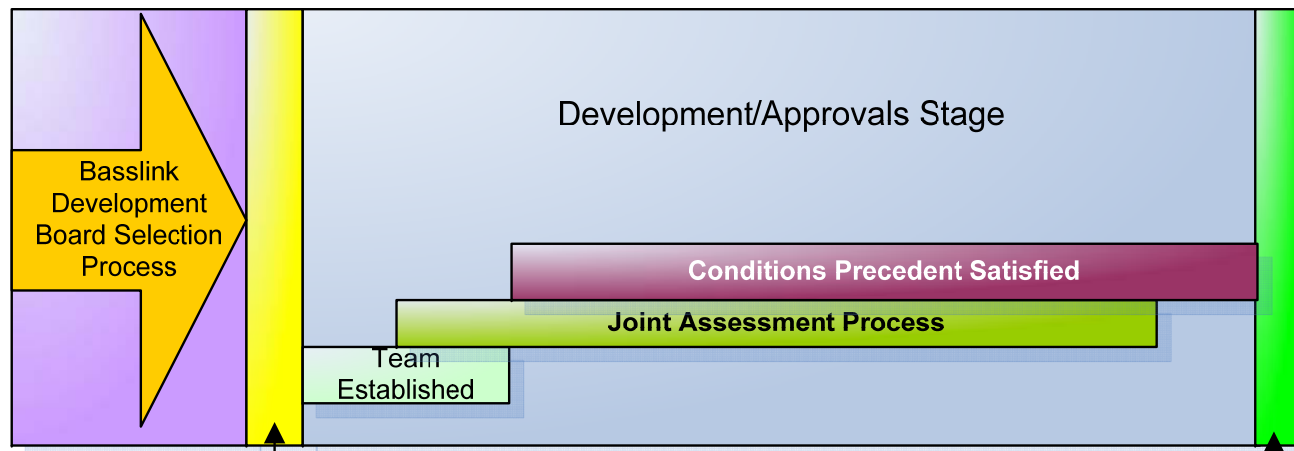 Basslink
Development
Board Selection
Process
Development/Approvals Stage
Conditions Precedent Satisfied
Joint Assessment Process
Team
Established